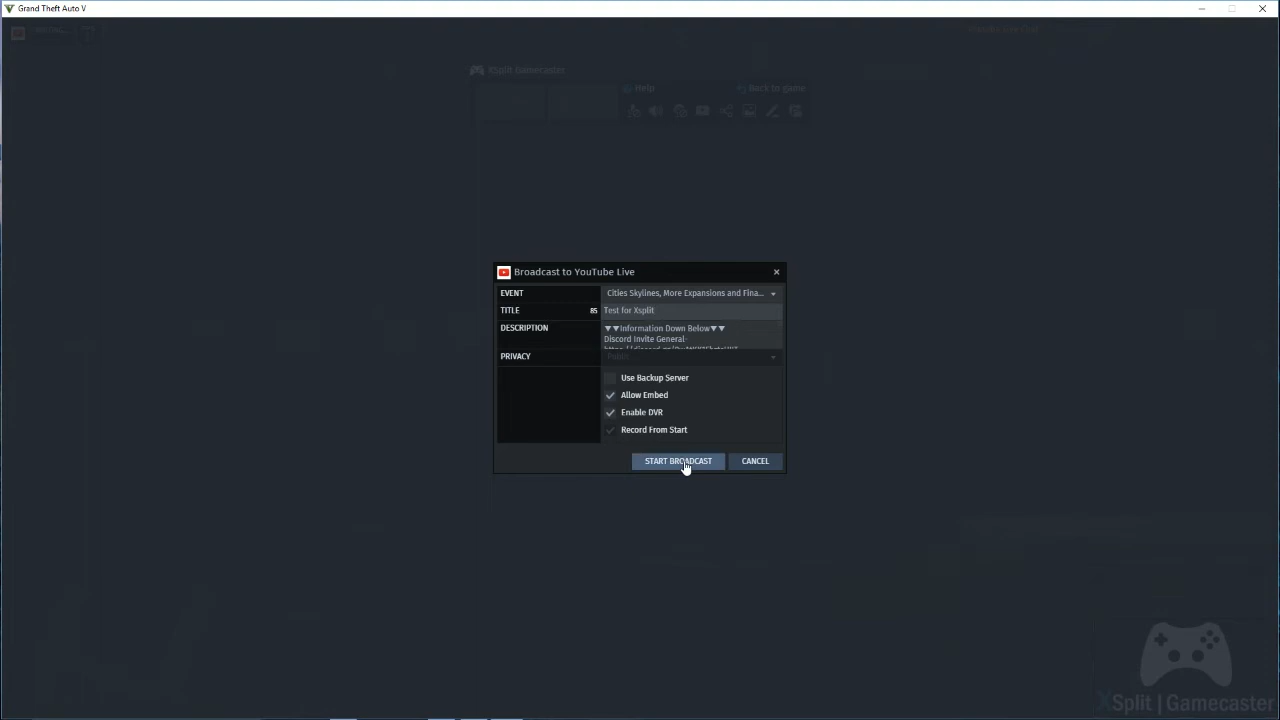 Grand Theft Auto V
XSplit Gamecaster
Help
Back to game
Broadcast to YouTube Live
EVENT
Cities Skylines, More Expansions and Fina...
TITLE
85
Test for Xsplit
DESCRIPTION
▼▼Information Down Below▼▼
Discord Invite General-
PRIVACY
Public
Use Backup Server
Allow Embed
Enable DVR
Record From Start
START BROADCAST
CANCEL
XSplit | Gamecaster